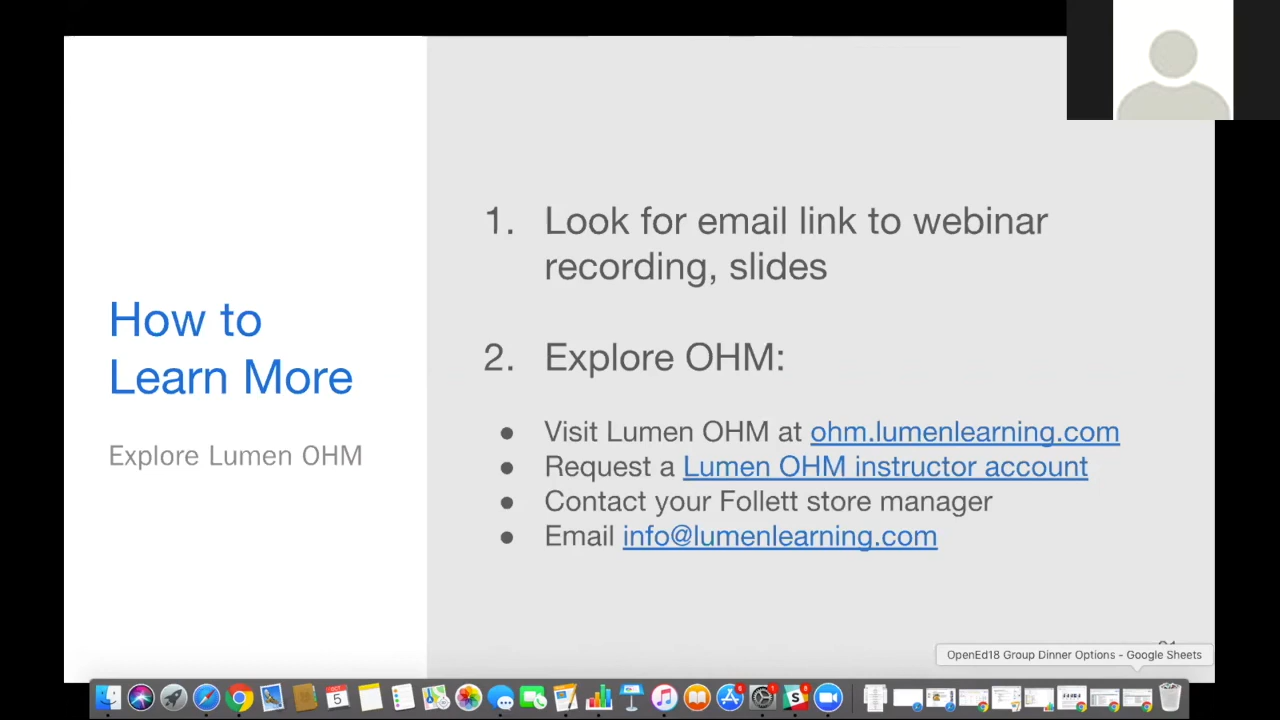 How to
Learn More
Explore Lumen OHM
1. Look for email link to webinar
recording, slides
2. Explore OHM:
● Visit Lumen OHM at ohm.lumenlearning.com
● Request a Lumen OHM instructor account
● Contact your Follett store manager
● Email info@lumenlearning.com
OpenEd18 Group Dinner Options - Google Sheets
OCT
5